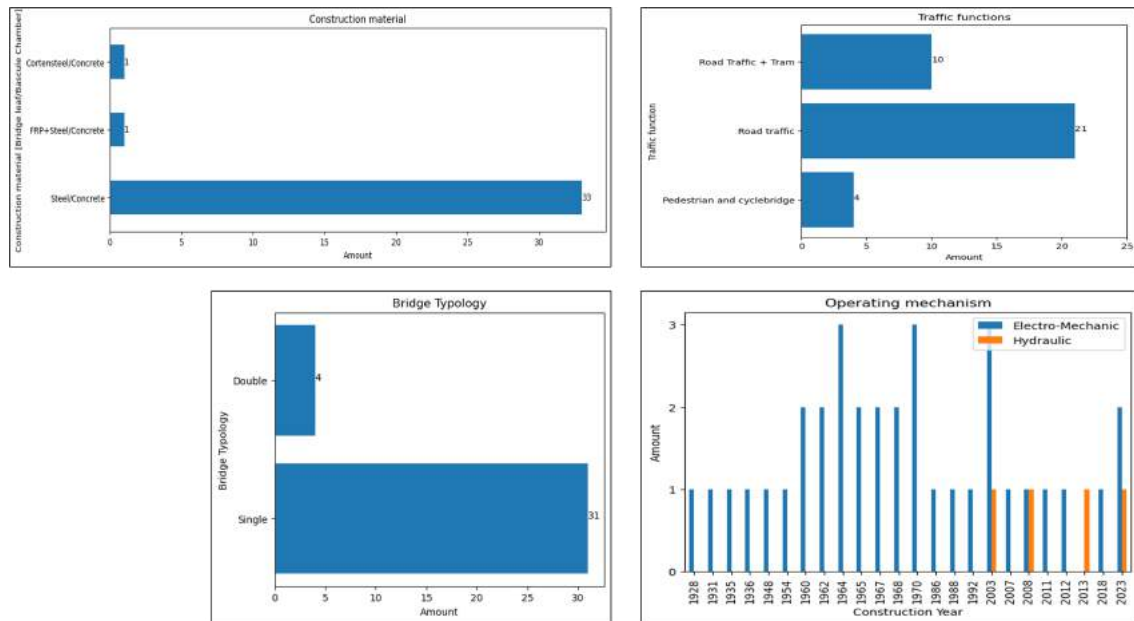 Construction material
Construction material [Bridge leaf/Bascule Chamber]
Cortensteel/Concrete
1
FRP+Steel/Concrete
1
Steel/Concrete
33
0 5 10 15 20 25 30
Amount
Traffic functions
Traffic function
Road Traffic + Tram
10
Road traffic
21
Pedestrian and cyclebridge
4
0 5 10 15 20 25
Amount
Bridge Typology
Bridge Typology
Double
4
Single
31
0 5 10 15 20 25 30
Amount
Operating mechanism
Electro-Mechanic
Hydraulic
Amount
3
2
1
0
1928 1931 1935 1936 1948 1954 1960 1962 1964 1965 1967 1968 1970 1986 1988 1992 2003 2007 2008 2011 2012 2013 2018 2023
Construction Year